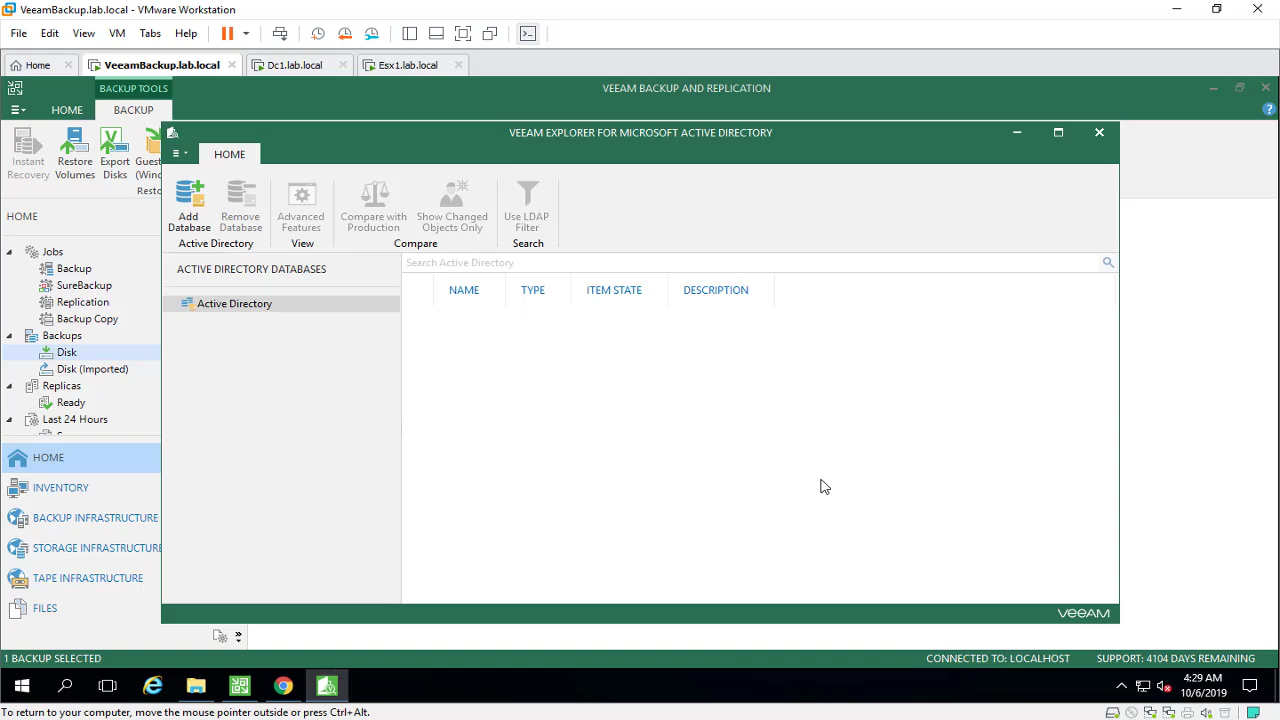 VeeamBackup.lab.local - VMware Workstation
File Edit View VM Tabs Help
Home VeeamBackup.lab.local Dc1.lab.local Esx1.lab.local
BACKUP TOOLS VEEAM BACKUP AND REPLICATION
HOME BACKUP
Instant Recovery
Restore Volumes
Export Disks
Guest
(Wind
Resto
VEEAM EXPLORER FOR MICROSOFT ACTIVE DIRECTORY
HOME
Add Database
Remove Database
Advanced Features
Compare with Production
Show Changed Objects Only
Use LDAP Filter
Active Directory View Compare Search
HOME
Jobs
Backup
SureBackup
Replication
Backup Copy
Backups
Disk
Disk (Imported)
Replicas
Ready
Last 24 Hours
HOME
INVENTORY
BACKUP INFRASTRUCTURE
STORAGE INFRASTRUCTURE
TAPE INFRASTRUCTURE
FILES
ACTIVE DIRECTORY DATABASES
Active Directory
Search Active Directory
NAME TYPE ITEM STATE DESCRIPTION
VEEAM
1 BACKUP SELECTED CONNECTED TO: LOCALHOST SUPPORT: 4104 DAYS REMAINING
4:29 AM
10/6/2019
To return to your computer, move the mouse pointer outside or press Ctrl+Alt.